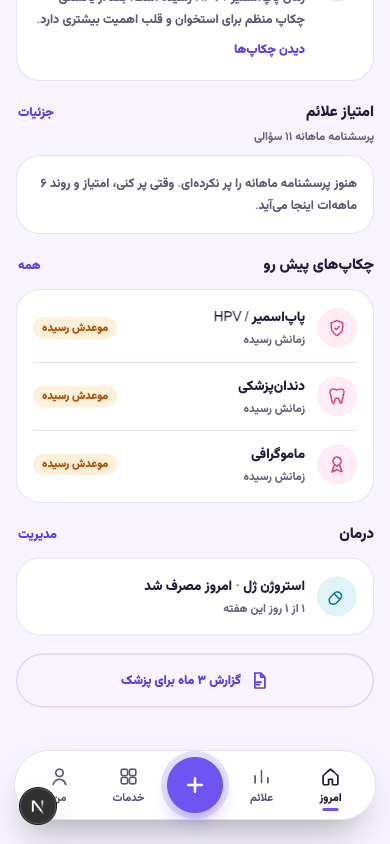 چکاپ منظم برای استخوان و قلب اهمیت بیشتری دارد.
دیدن چکاپ‌ها
امتیاز علائم
جزئیات
پرسشنامه ماهانه ۱۱ سؤالی
هنوز پرسشنامه ماهانه را پر نکرده‌ای. وقتی پر کنی، امتیاز و روند ۶
ماهه‌ات اینجا می‌آید.
چکاپ‌های پیش رو
همه
پاپ‌اسمیر / HPV
موعدش رسیده
زمانش رسیده
دندان‌پزشکی
موعدش رسیده
زمانش رسیده
ماموگرافی
موعدش رسیده
زمانش رسیده
درمان
مدیریت
استروژن ژل · امروز مصرف شد
۱ از ۱ روز این هفته
گزارش ۳ ماه برای پزشک
امروز
علائم
خدمات
من
N